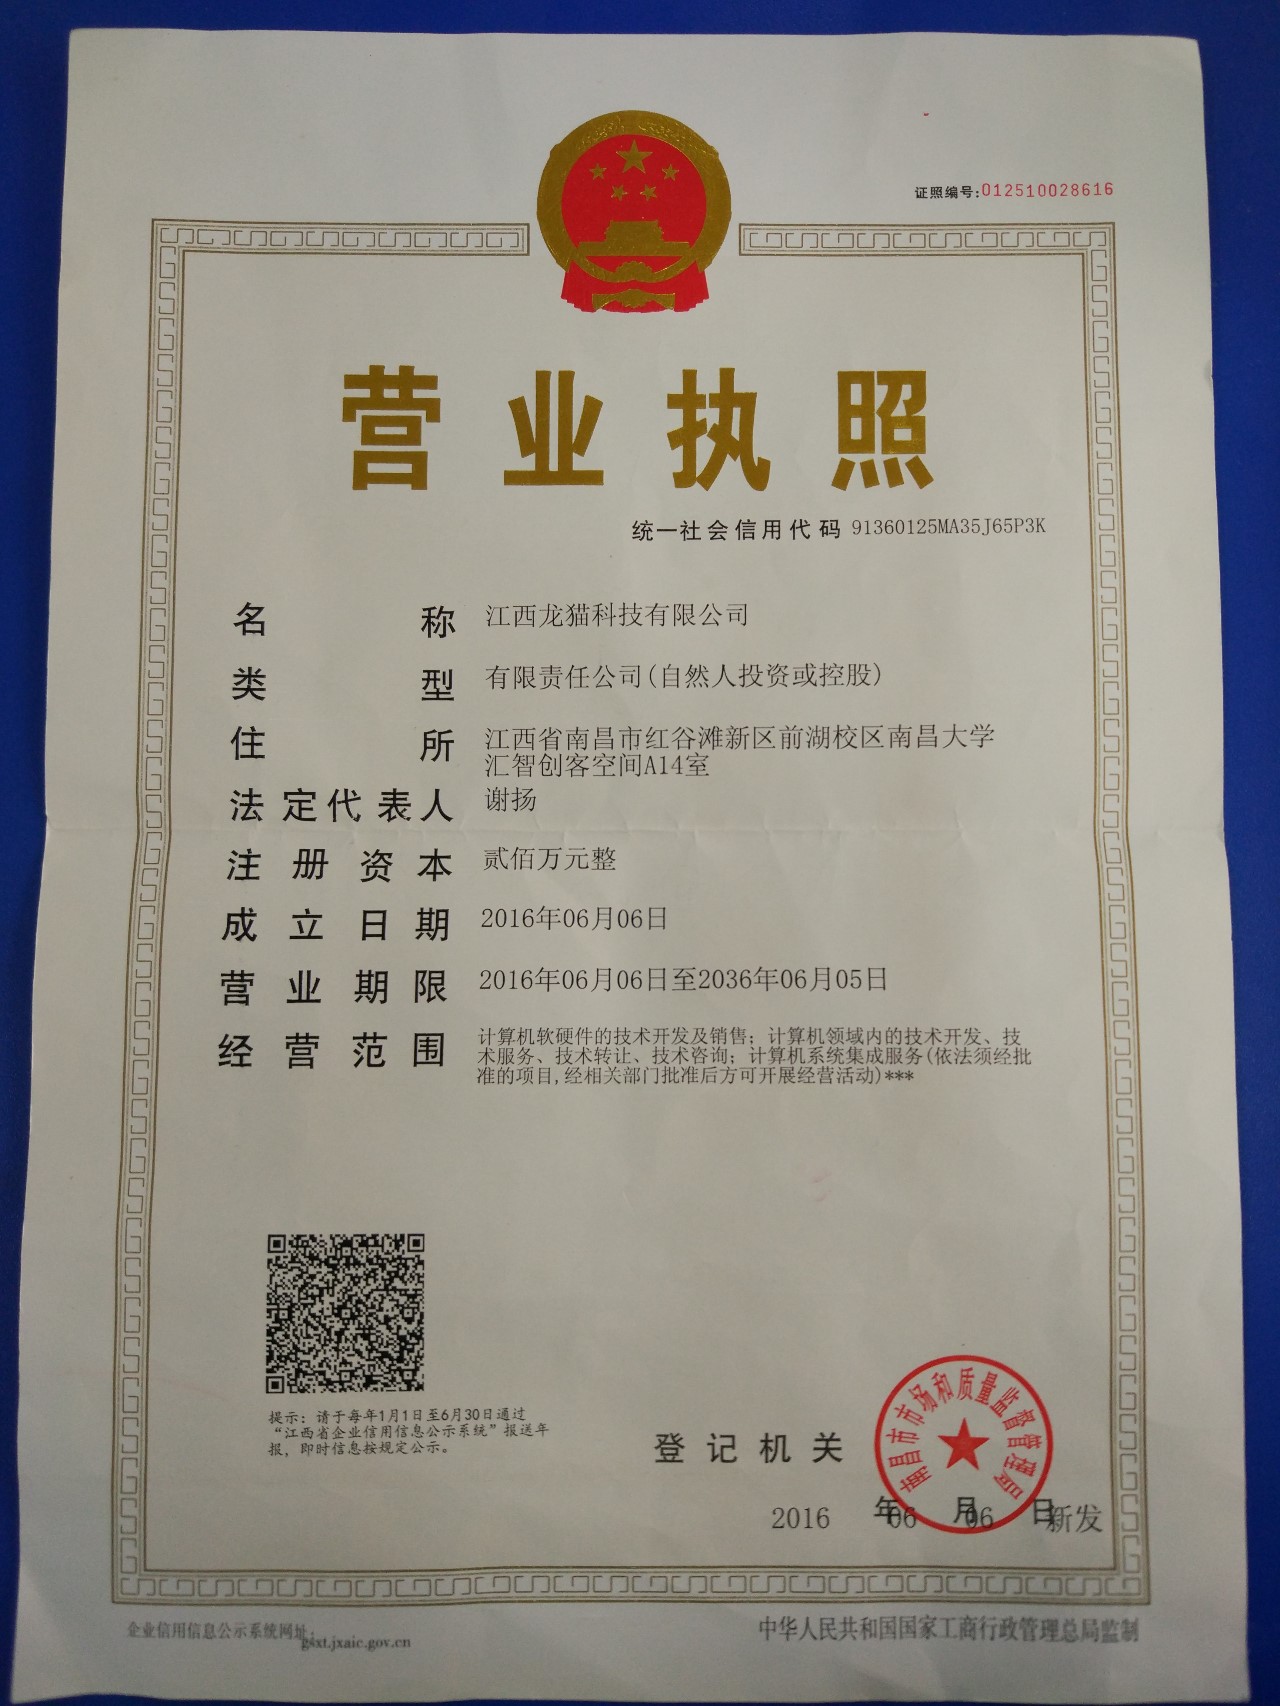 证照编号:012510028616
营业执照
统一社会信用代码 91360125MA35J65P3K
名称 江西龙猫科技有限公司
类型 有限责任公司(自然人投资或控股)
住所 江西省南昌市红谷滩新区前湖校区南昌大学
汇智创客空间A14室
法定代表人 谢扬
注册资本 贰佰万元整
成立日期 2016年06月06日
营业期限 2016年06月06日至2036年06月05日
经营范围 计算机软硬件的技术开发及销售；计算机领域内的技术开发、技
术服务、技术转让、技术咨询；计算机系统集成服务(依法须经批
准的项目,经相关部门批准后方可开展经营活动)***
提示：请于每年1月1日至6月30日通过
“江西省企业信用信息公示系统”报送年
报，即时信息按规定公示。
登记机关
南昌市市场和质量监督管理局
2016年06月06日新发
企业信用信息公示系统网址：
gsxt.jxaic.gov.cn
中华人民共和国国家工商行政管理总局监制